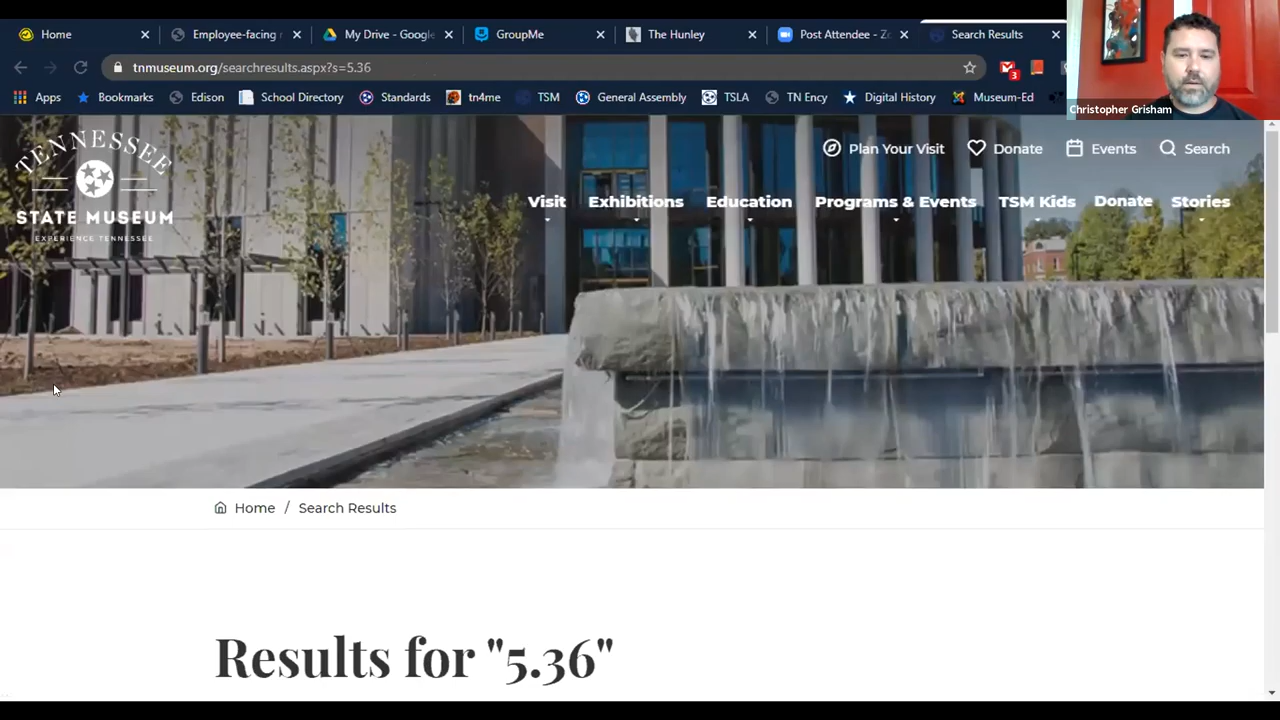 Home
Employee-facing r
My Drive - Google
GroupMe
The Hunley
Post Attendee - Zo
Search Results
tnmuseum.org/searchresults.aspx?s=5.36
3
Apps
Bookmarks
Edison
School Directory
Standards
tn4me
TSM
General Assembly
TSLA
TN Ency
Digital History
Museum-Ed
Christopher Grisham
TENNESSEE
STATE MUSEUM
EXPERIENCE TENNESSEE
Plan Your Visit
Donate
Events
Search
Visit
Exhibitions
Education
Programs & Events
TSM Kids
Donate
Stories
Home / Search Results
Results for "5.36"